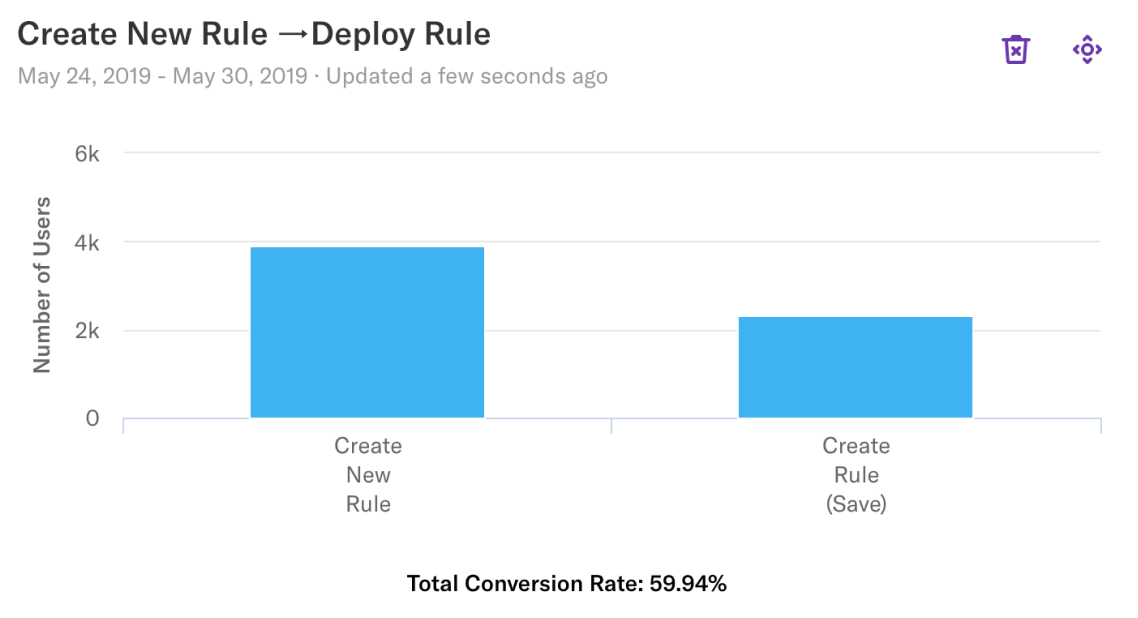 Create New Rule →Deploy Rule
May 24, 2019 - May 30, 2019 · Updated a few seconds ago
6k
4k
2k
0
Number of Users
Create
New
Rule
Create
Rule
(Save)
Total Conversion Rate: 59.94%